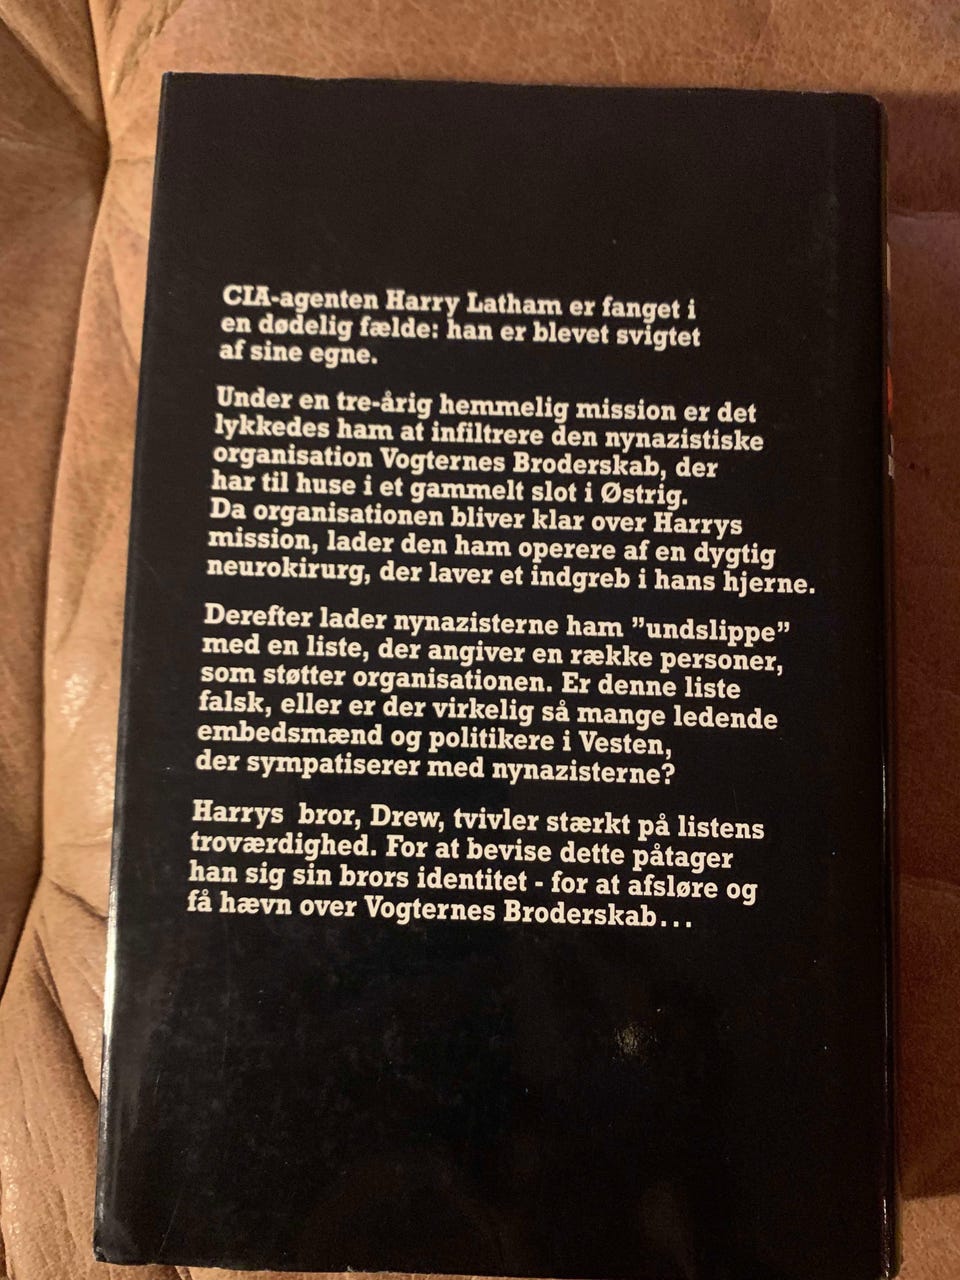 CIA-agenten Harry Latham er fanget i
en dødelig fælde: han er blevet svigtet
af sine egne.
Under en tre-årig hemmelig mission er det
lykkedes ham at infiltrere den nynazistiske
organisation Vogternes Broderskab, der
har til huse i et gammelt slot i Østrig.
Da organisationen bliver klar over Harrys
mission, lader den ham operere af en dygtig
neurokirurg, der laver et indgreb i hans hjerne.
Derefter lader nynazisterne ham ”undslippe”
med en liste, der angiver en række personer,
som støtter organisationen. Er denne liste
falsk, eller er der virkelig så mange ledende
embedsmænd og politikere i Vesten,
der sympatiserer med nynazisterne?
Harrys bror, Drew, tvivler stærkt på listens
troværdighed. For at bevise dette påtager
han sig sin brors identitet - for at afsløre og
få hævn over Vogternes Broderskab...